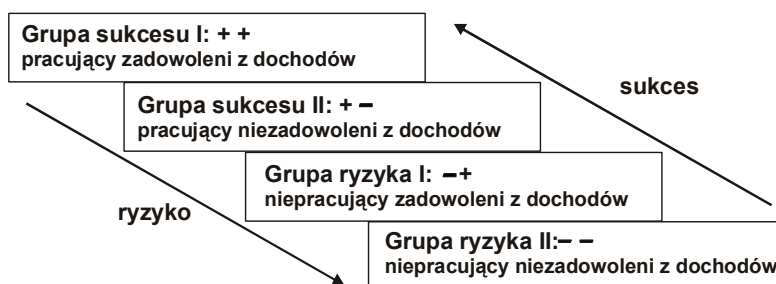 Grupa sukcesu I: + +
pracujący zadowoleni z dochodów
sukces
Grupa sukcesu II: + –
pracujący niezadowoleni z dochodów
Grupa ryzyka I: –+
niepracujący zadowoleni z dochodów
ryzyko
Grupa ryzyka II:– –
niepracujący niezadowoleni z dochodów